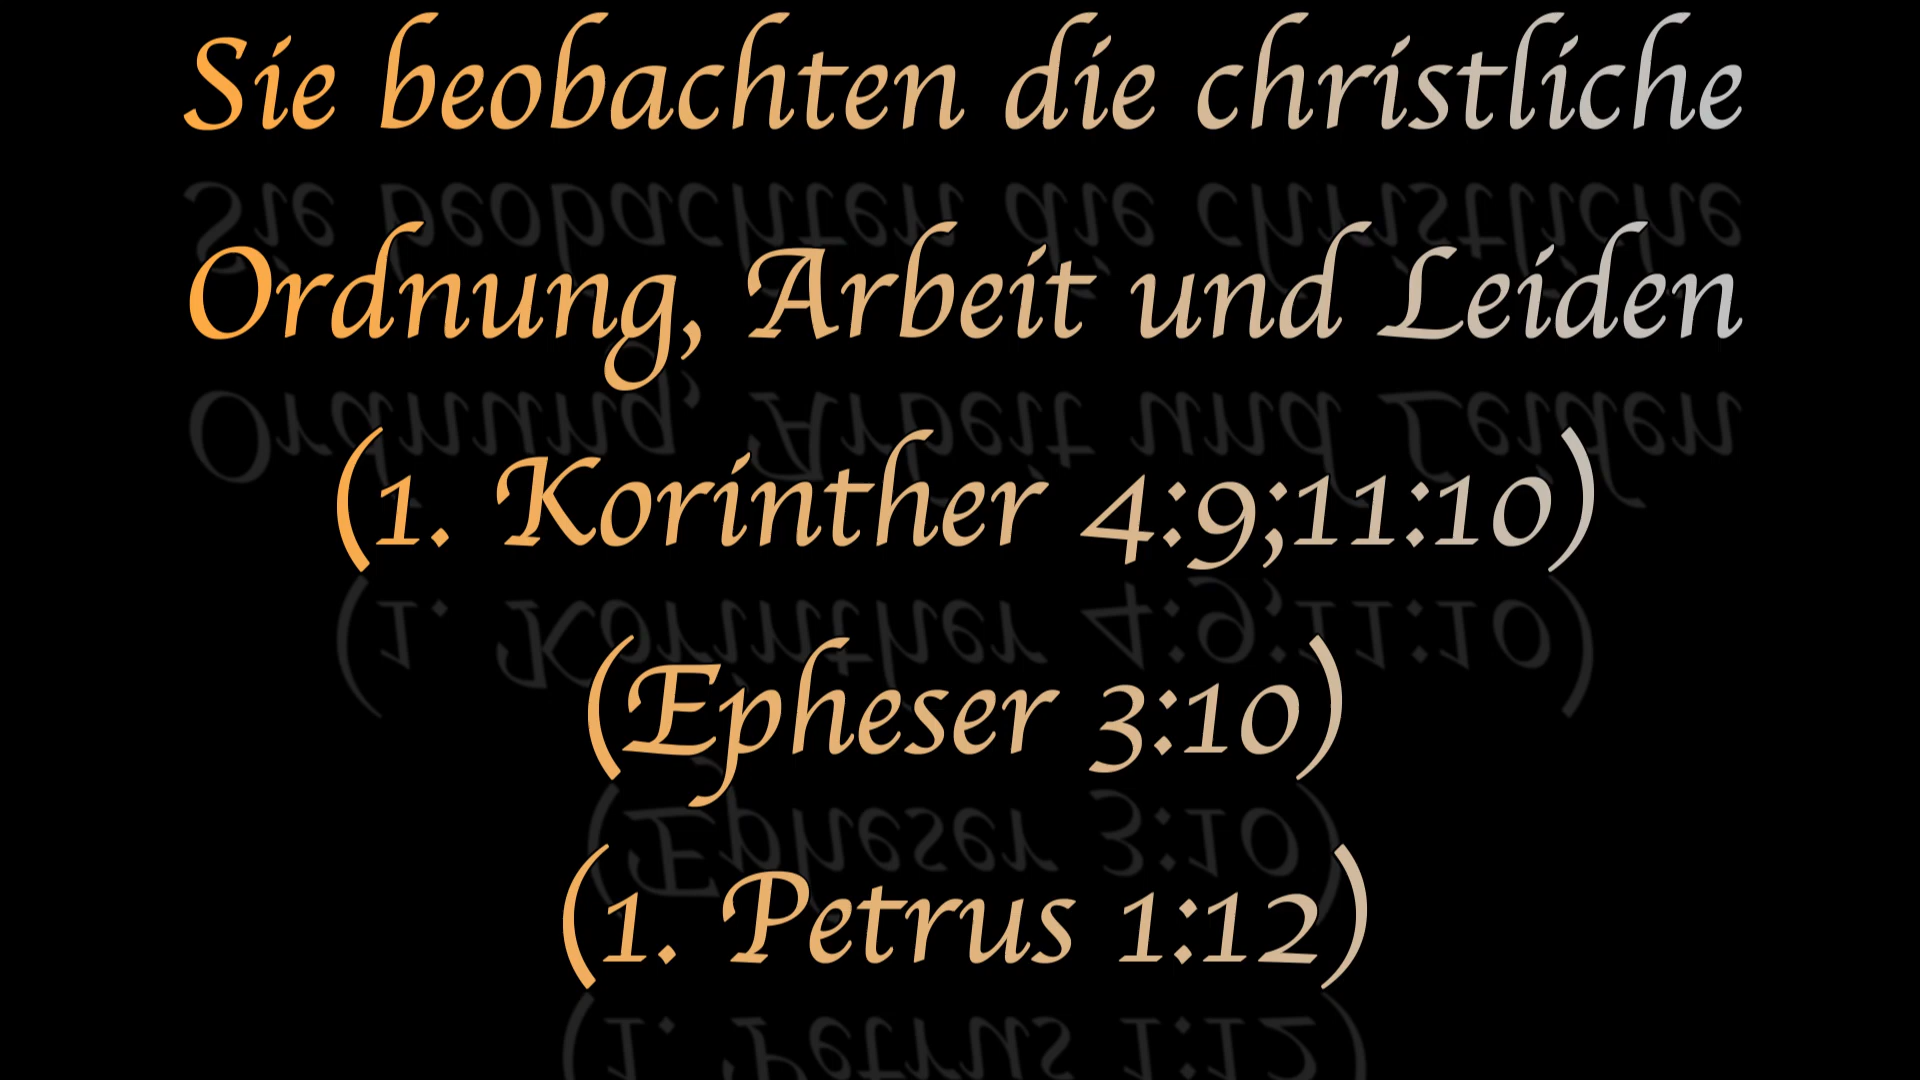 Sie beobachten die christliche
Ordnung, Arbeit und Leiden
(1. Korinther 4:9;11:10)
(Epheser 3:10)
(1. Petrus 1:12)